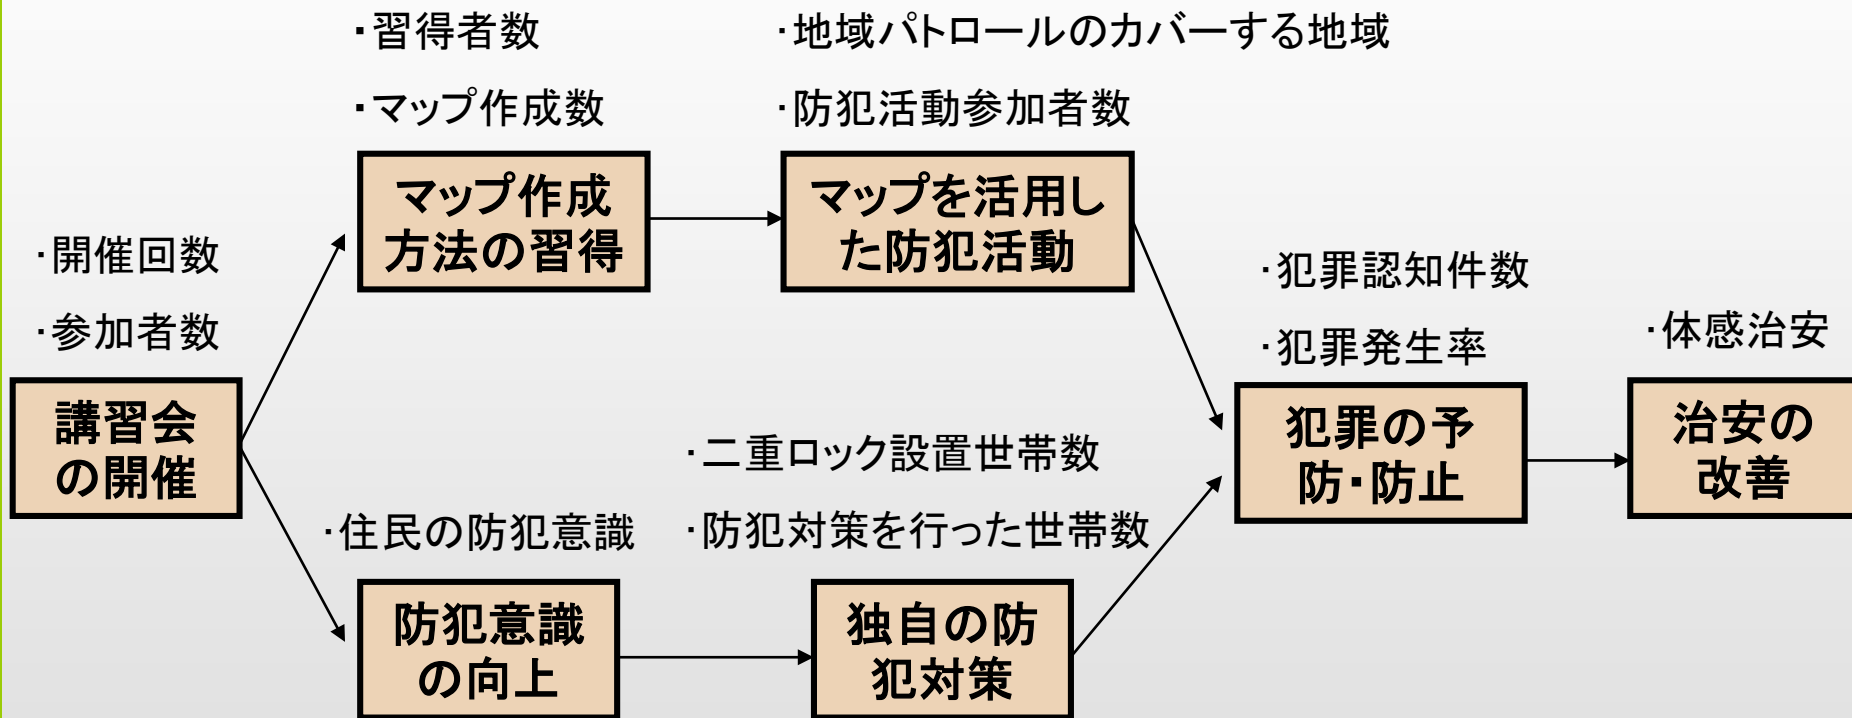 ・習得者数
・マップ作成数
・地域パトロールのカバーする地域
・防犯活動参加者数
マップ作成
方法の習得
マップを活用し
た防犯活動
・開催回数
・参加者数
講習会
の開催
・犯罪認知件数
・犯罪発生率
犯罪の予
防・防止
・体感治安
治安の
改善
・住民の防犯意識
防犯意識
の向上
・二重ロック設置世帯数
・防犯対策を行った世帯数
独自の防
犯対策